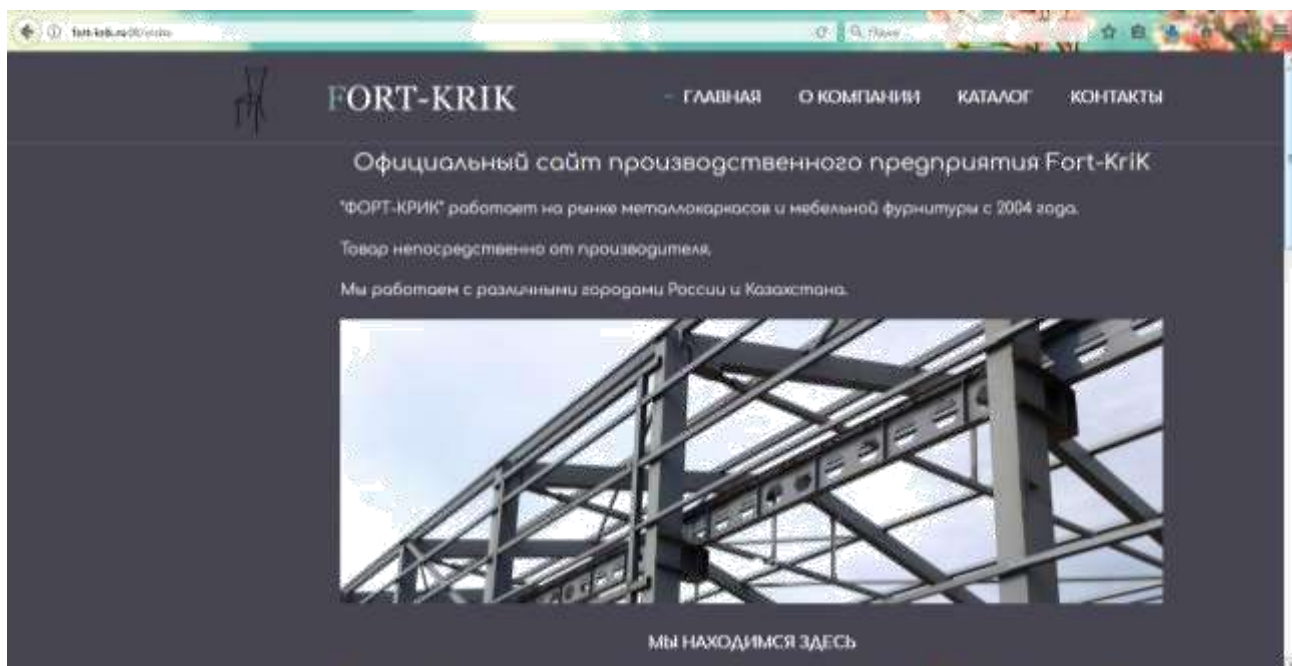 FORT-KRIK
ГЛАВНАЯ О КОМПАНИИ КАТАЛОГ КОНТАКТЫ
Официальный сайт производственного предприятия Fort-KriK
"ФОРТ-КРИК" работает на рынке металлокаркасов и мебельной фурнитуры с 2004 года.
Товар непосредственно от производителя.
Мы работаем с различными городами России и Казахстана.
МЫ НАХОДИМСЯ ЗДЕСЬ